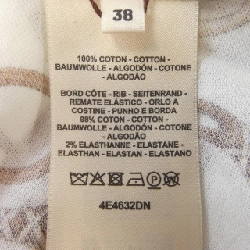 38
100% COTON - COTTON -
BAUMWOLLE - ALGODÓN - COTONE
- ALGODÃO
BORD CÔTE - RIB - SEITENRAND -
REMATE ELÁSTICO - ORLO A
COSTINE - PUNHO E BORDA
98% COTON - COTTON -
BAUMWOLLE - ALGODÓN - COTONE
- ALGODÃO
2% ELASTHANNE - ELASTANE -
ELASTHAN - ELASTAN - ELASTANO
4E4632DN